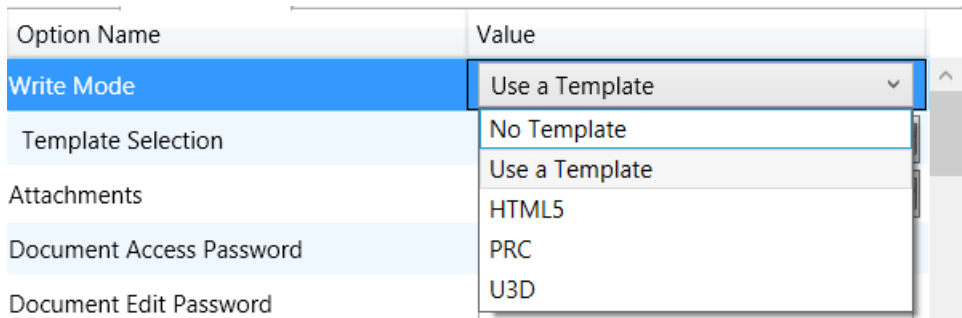 Option Name Value
Write Mode Use a Template
No Template
Template Selection
Use a Template
Attachments
HTML5
Document Access Password PRC
U3D
Document Edit Password